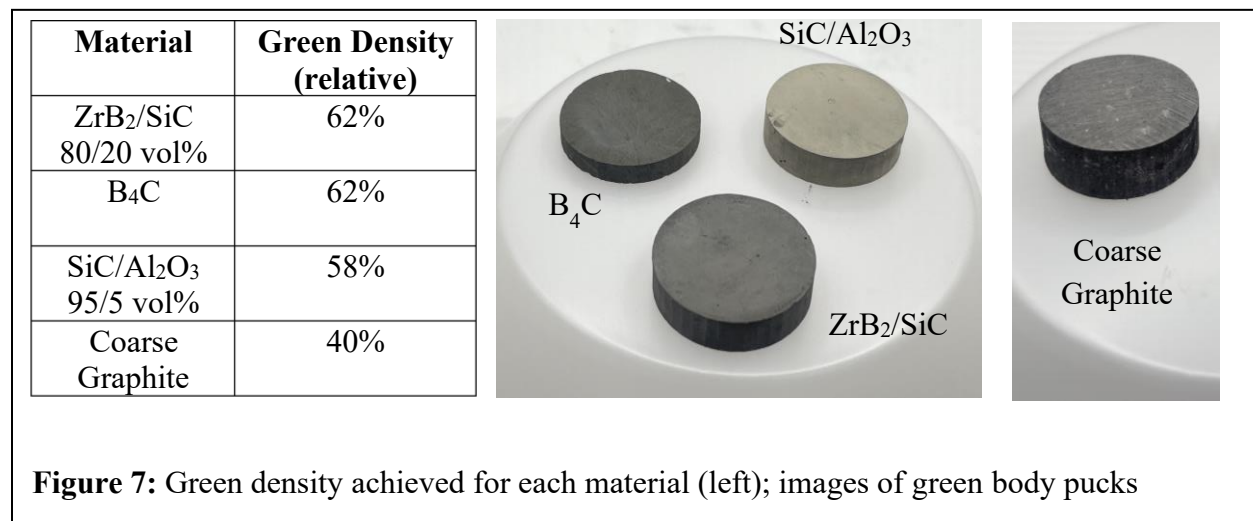 Material Green Density
(relative)
ZrB₂/SiC 62%
80/20 vol%
B₄C 62%
SiC/Al₂O₃ 58%
95/5 vol%
Coarse 40%
Graphite
SiC/Al₂O₃
B₄C
ZrB₂/SiC
Coarse
Graphite
Figure 7: Green density achieved for each material (left); images of green body pucks